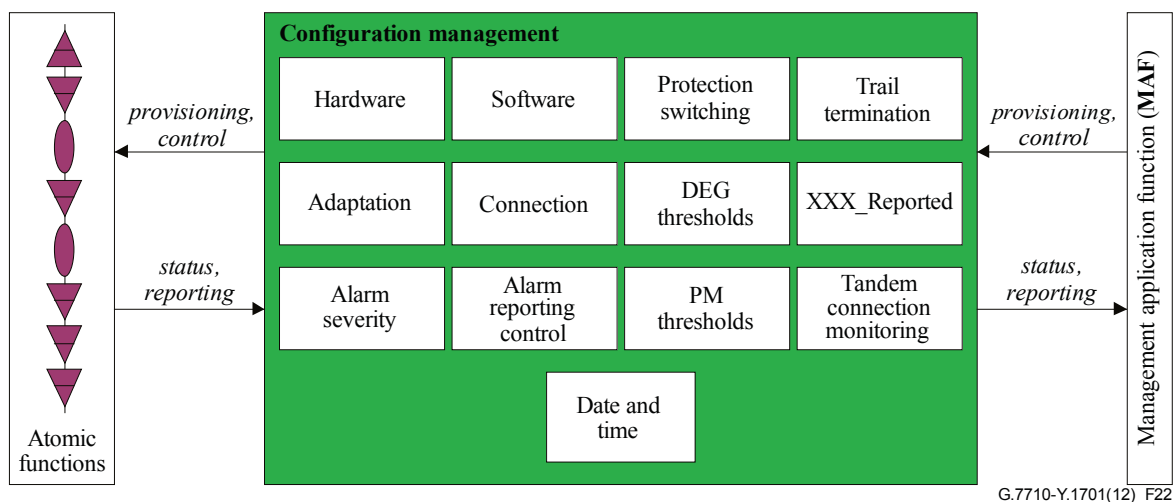 Configuration management
Hardware
Software
Protection
switching
Trail
termination
provisioning,
control
provisioning,
control
Adaptation
Connection
DEG
thresholds
XXX_Reported
status,
reporting
status,
reporting
Alarm
severity
Alarm
reporting
control
PM
thresholds
Tandem
connection
monitoring
Date and
time
Atomic
functions
Management application function (MAF)
G.7710-Y.1701(12)_F22